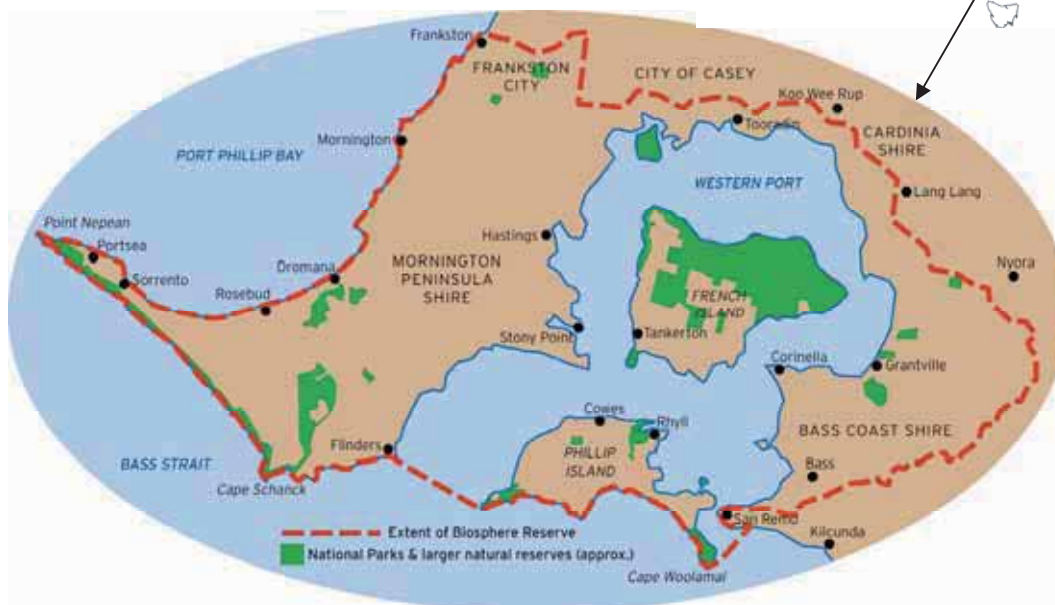 Frankston
FRANKSTON
CITY
CITY OF CASEY
Koo Wee Rup
Tooradin
CARDINIA
SHIRE
Mornington
PORT PHILLIP BAY
WESTERN PORT
Lang Lang
Point Nepean
Portsea
Hastings
Sorrento
Dromana
MORNINGTON
PENINSULA
SHIRE
Nyora
Rosebud
FRENCH
ISLAND
Stony Point
Tankerton
Corinella
Grantville
Cowes
Rhyll
BASS COAST SHIRE
Flinders
PHILLIP
ISLAND
BASS STRAIT
Bass
Cape Schanck
San Remo
Extent of Biosphere Reserve
Kilcunda
National Parks & larger natural reserves (approx.)
Cape Woolamai